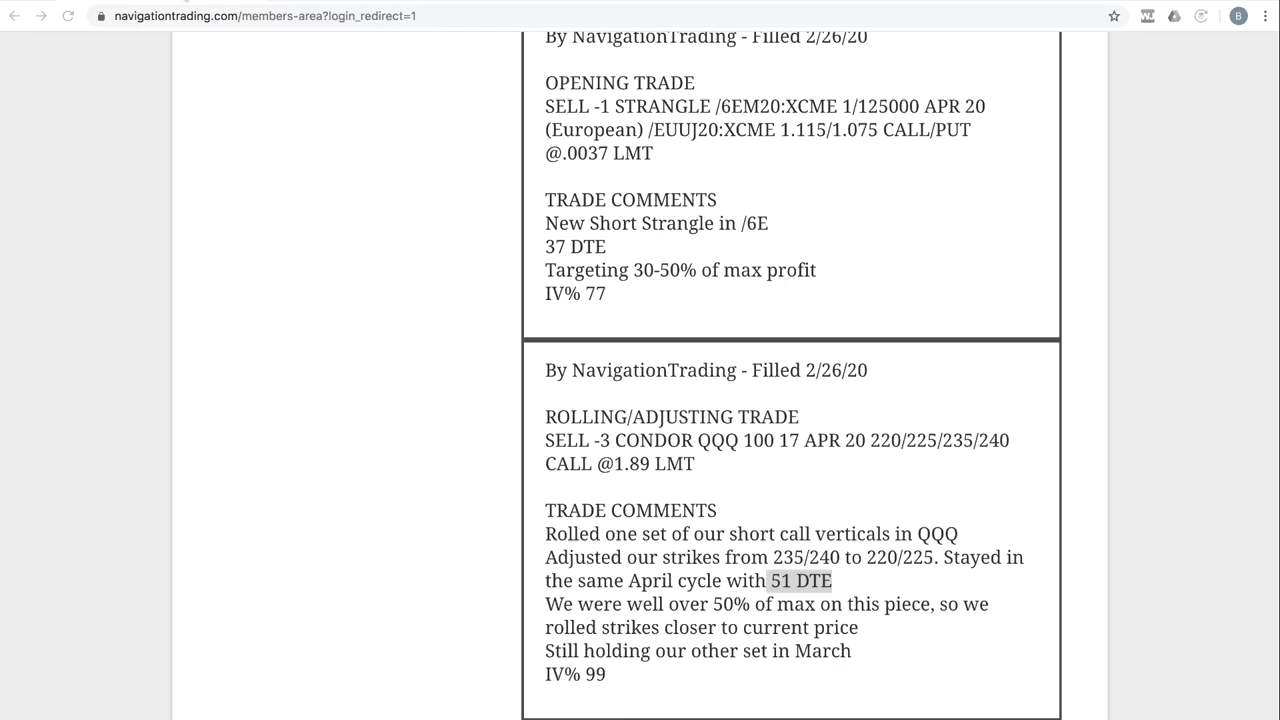 navigationtrading.com/members-area?login_redirect=1
B
By NavigationTrading - Filled 2/26/20
OPENING TRADE
SELL -1 STRANGLE /6EM20:XCME 1/125000 APR 20
(European) /EUUJ20:XCME 1.115/1.075 CALL/PUT
@.0037 LMT
TRADE COMMENTS
New Short Strangle in /6E
37 DTE
Targeting 30-50% of max profit
IV% 77
By NavigationTrading - Filled 2/26/20
ROLLING/ADJUSTING TRADE
SELL -3 CONDOR QQQ 100 17 APR 20 220/225/235/240
CALL @1.89 LMT
TRADE COMMENTS
Rolled one set of our short call verticals in QQQ
Adjusted our strikes from 235/240 to 220/225. Stayed in
the same April cycle with 51 DTE
We were well over 50% of max on this piece, so we
rolled strikes closer to current price
Still holding our other set in March
IV% 99